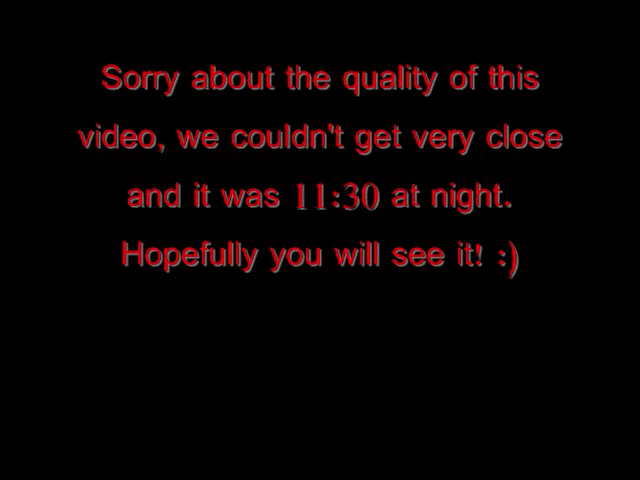 Sorry about the quality of this
video, we couldn't get very close
and it was 11:30 at night.
Hopefully you will see it! :)